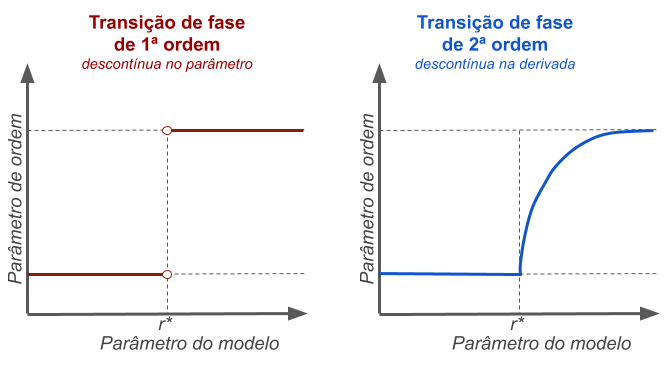 Transição de fase
de 1ª ordem
descontínua no parâmetro
Parâmetro de ordem
r*
Parâmetro do modelo
Transição de fase
de 2ª ordem
descontínua na derivada
Parâmetro de ordem
r*
Parâmetro do modelo